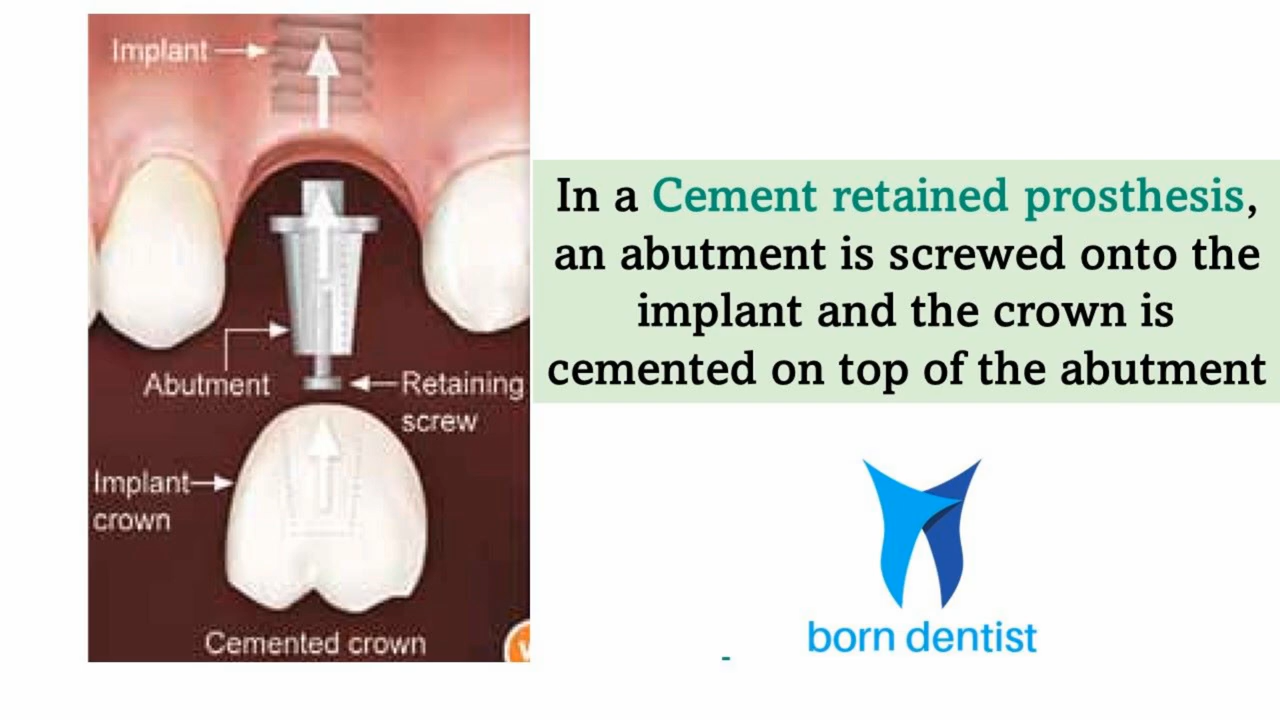 Implant
Abutment
Retaining
screw
Implant
crown
Cemented crown
In a Cement retained prosthesis,
an abutment is screwed onto the
implant and the crown is
cemented on top of the abutment
born dentist